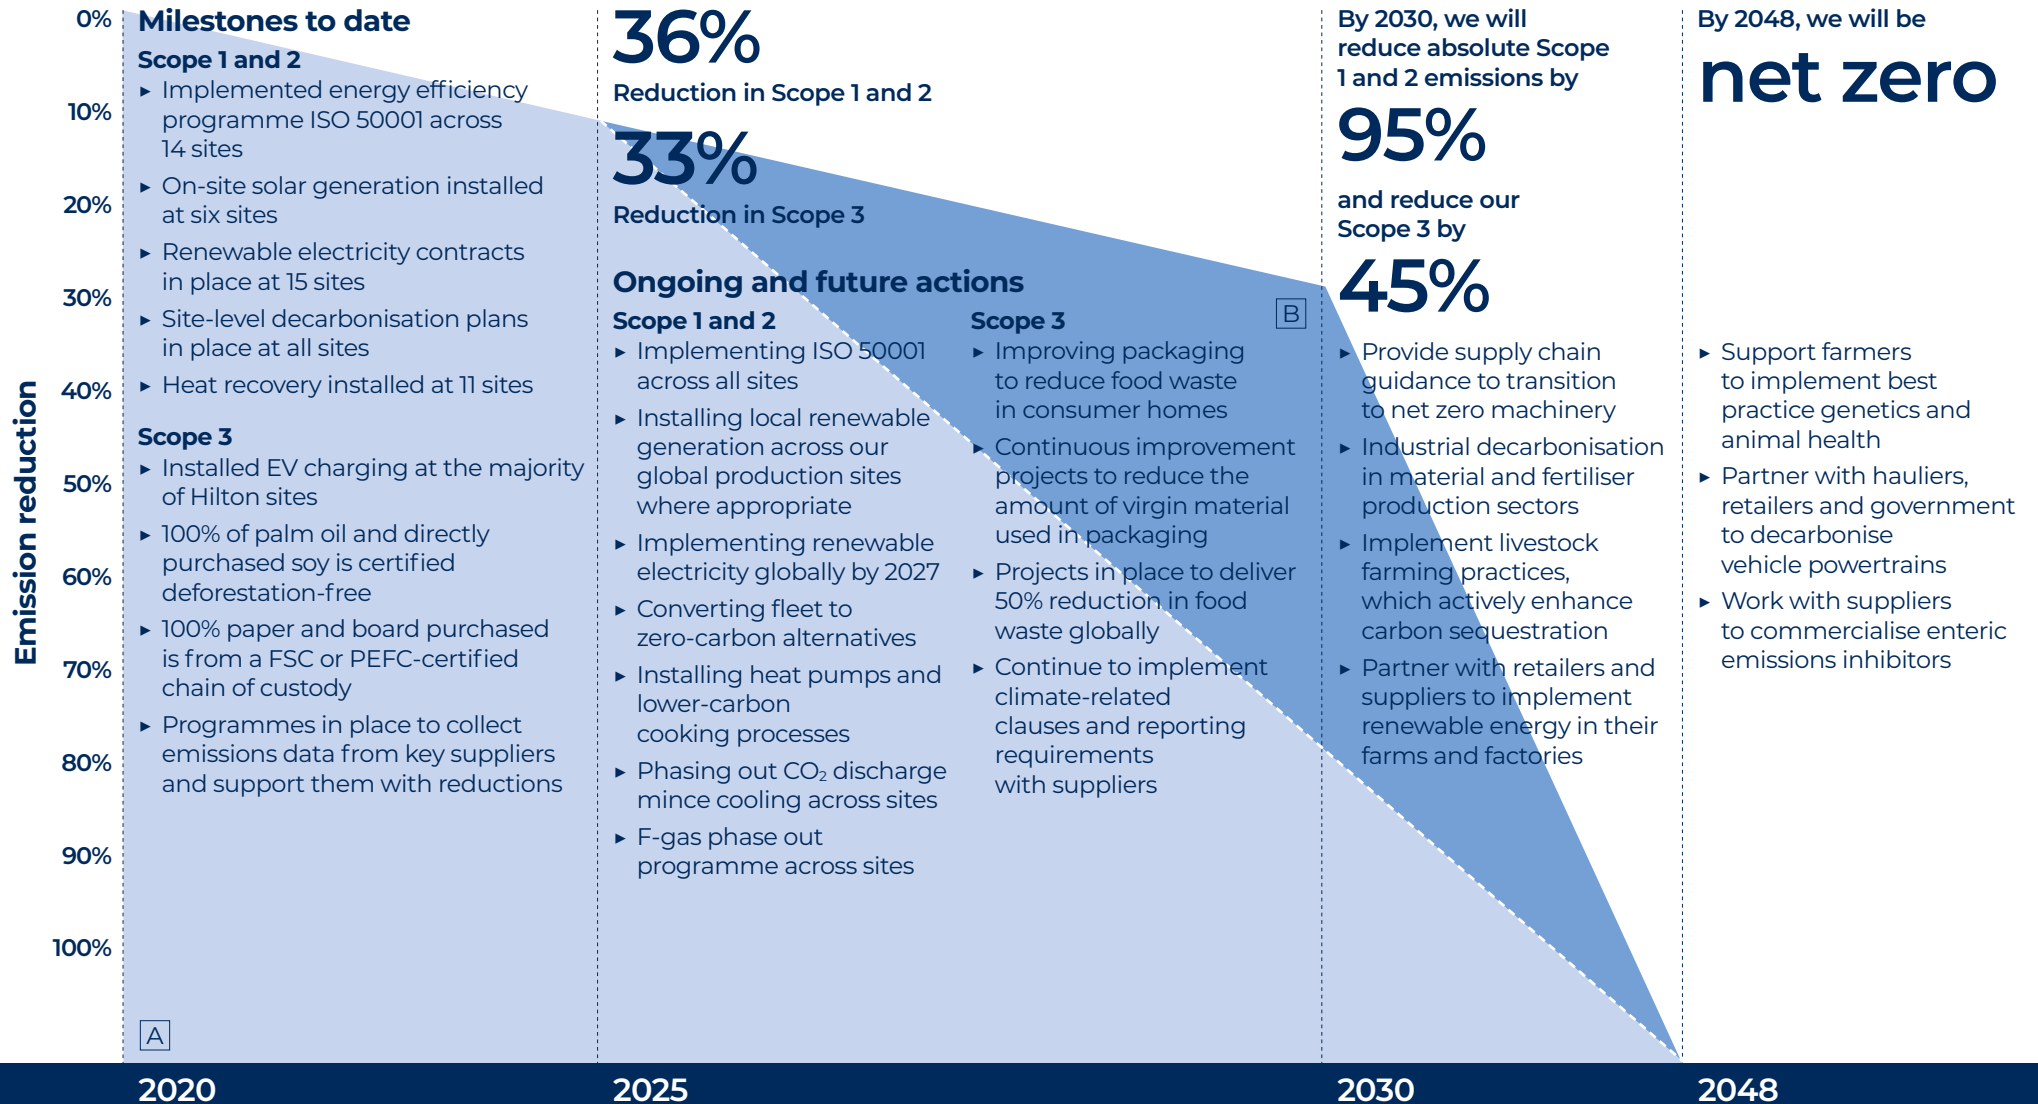 Emission reduction
0%
10%
20%
30%
40%
50%
60%
70%
80%
90%
100%
Milestones to date
Scope 1 and 2
▸ Implemented energy efficiency
programme ISO 50001 across
14 sites
▸ On-site solar generation installed
at six sites
▸ Renewable electricity contracts
in place at 15 sites
▸ Site-level decarbonisation plans
in place at all sites
▸ Heat recovery installed at 11 sites
Scope 3
▸ Installed EV charging at the majority
of Hilton sites
▸ 100% of palm oil and directly
purchased soy is certified
deforestation-free
▸ 100% paper and board purchased
is from a FSC or PEFC-certified
chain of custody
▸ Programmes in place to collect
emissions data from key suppliers
and support them with reductions
A
36%
Reduction in Scope 1 and 2
33%
Reduction in Scope 3
Ongoing and future actions
Scope 1 and 2
▸ Implementing ISO 50001
across all sites
▸ Installing local renewable
generation across our
global production sites
where appropriate
▸ Implementing renewable
electricity globally by 2027
▸ Converting fleet to
zero-carbon alternatives
▸ Installing heat pumps and
lower-carbon
cooking processes
▸ Phasing out CO₂ discharge
mince cooling across sites
▸ F-gas phase out
programme across sites
Scope 3
▸ Improving packaging
to reduce food waste
in consumer homes
▸ Continuous improvement
projects to reduce the
amount of virgin material
used in packaging
▸ Projects in place to deliver
50% reduction in food
waste globally
▸ Continue to implement
climate-related
clauses and reporting
requirements
with suppliers
B
By 2030, we will
reduce absolute Scope
1 and 2 emissions by
95%
and reduce our
Scope 3 by
45%
▸ Provide supply chain
guidance to transition
to net zero machinery
▸ Industrial decarbonisation
in material and fertiliser
production sectors
▸ Implement livestock
farming practices,
which actively enhance
carbon sequestration
▸ Partner with retailers and
suppliers to implement
renewable energy in their
farms and factories
By 2048, we will be
net zero
▸ Support farmers
to implement best
practice genetics and
animal health
▸ Partner with hauliers,
retailers and government
to decarbonise
vehicle powertrains
▸ Work with suppliers
to commercialise enteric
emissions inhibitors
2020
2025
2030
2048